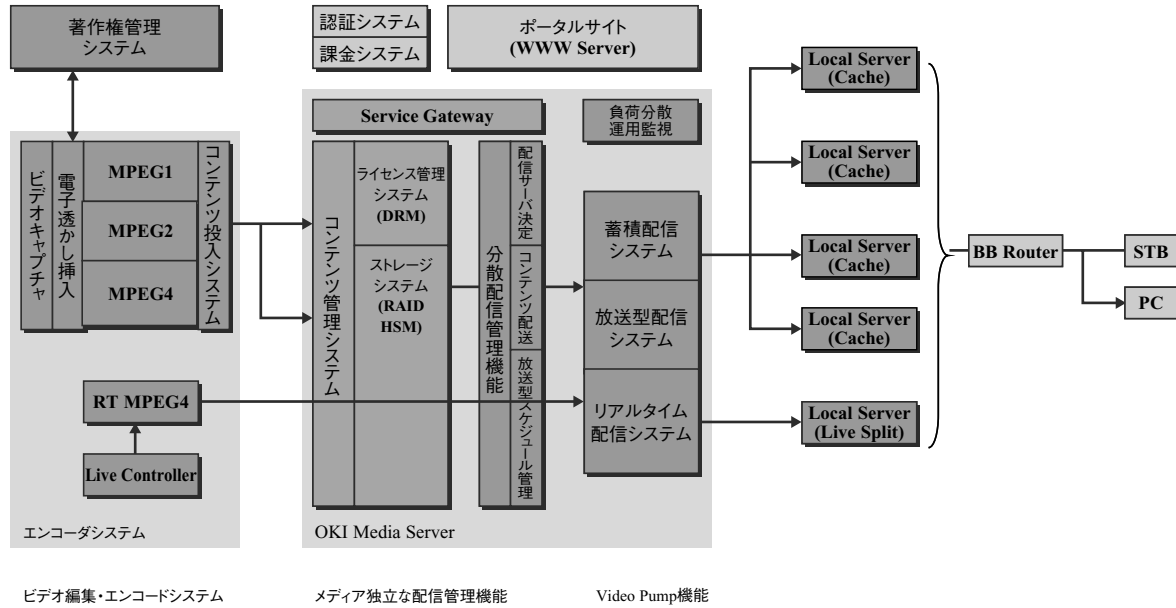 著作権管理
システム
認証システム
課金システム
ポータルサイト
(WWW Server)
ビデオキャプチャ
電子透かし挿入
MPEG1
MPEG2
MPEG4
コンテンツ投入システム
RT MPEG4
Live Controller
エンコーダシステム
Service Gateway
負荷分散
運用監視
コンテンツ管理システム
ライセンス管理
システム
(DRM)
ストレージ
システム
(RAID
HSM)
分散配信管理機能
配信サーバ決定
コンテンツ配送
放送型スケジュール管理
蓄積配信
システム
放送型配信
システム
リアルタイム
配信システム
OKI Media Server
Local Server
(Cache)
Local Server
(Cache)
Local Server
(Cache)
Local Server
(Cache)
Local Server
(Live Split)
BB Router
STB
PC
ビデオ編集・エンコードシステム
メディア独立な配信管理機能
Video Pump機能